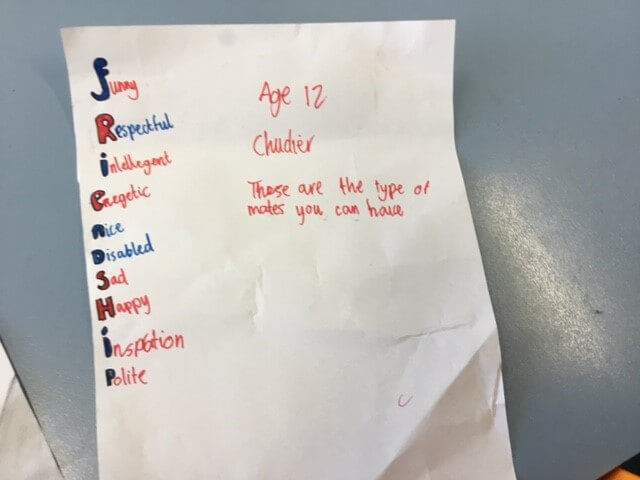 Funny
Respectful
intellegent
Enegetic
nice
Disabled
Sad
Happy
inspotion
Polite
Age 12
Chudier
These are the type of
mates you can have